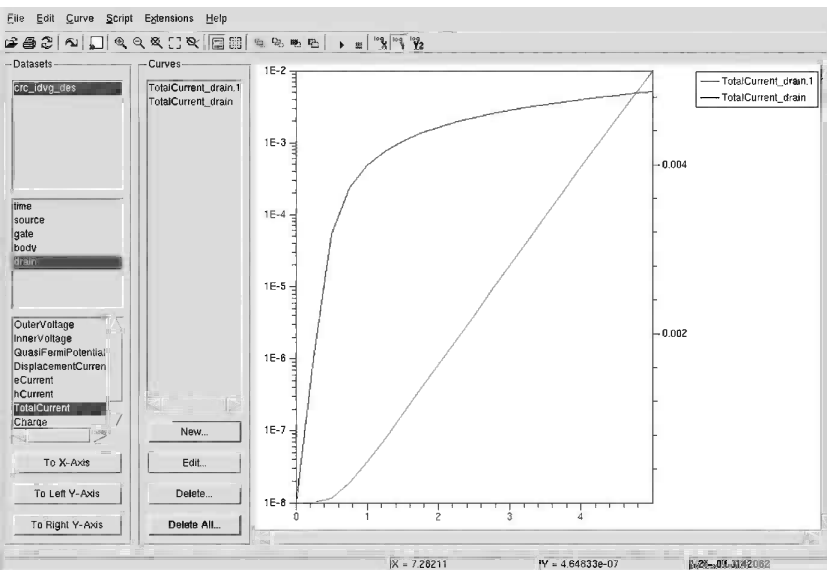 File Edit Curve Script Extensions Help
Datasets
Curves
crc_idvg_des
time
source
gate
body
drain
OuterVoltage
InnerVoltage
QuasiFermiPotential
DisplacementCurren
eCurrent
hCurrent
TotalCurrent
Charge
To X-Axis
To Left Y-Axis
To Right Y-Axis
TotalCurrent_drain.1
TotalCurrent_drain
New...
Edit...
Delete...
Delete All...
1E-2
1E-3
1E-4
1E-5
1E-6
1E-7
1E-8
0 1 2 3 4
0.004
0.002
TotalCurrent_drain.1
TotalCurrent_drain
X = 7.26211 Y = 4.64833e-07